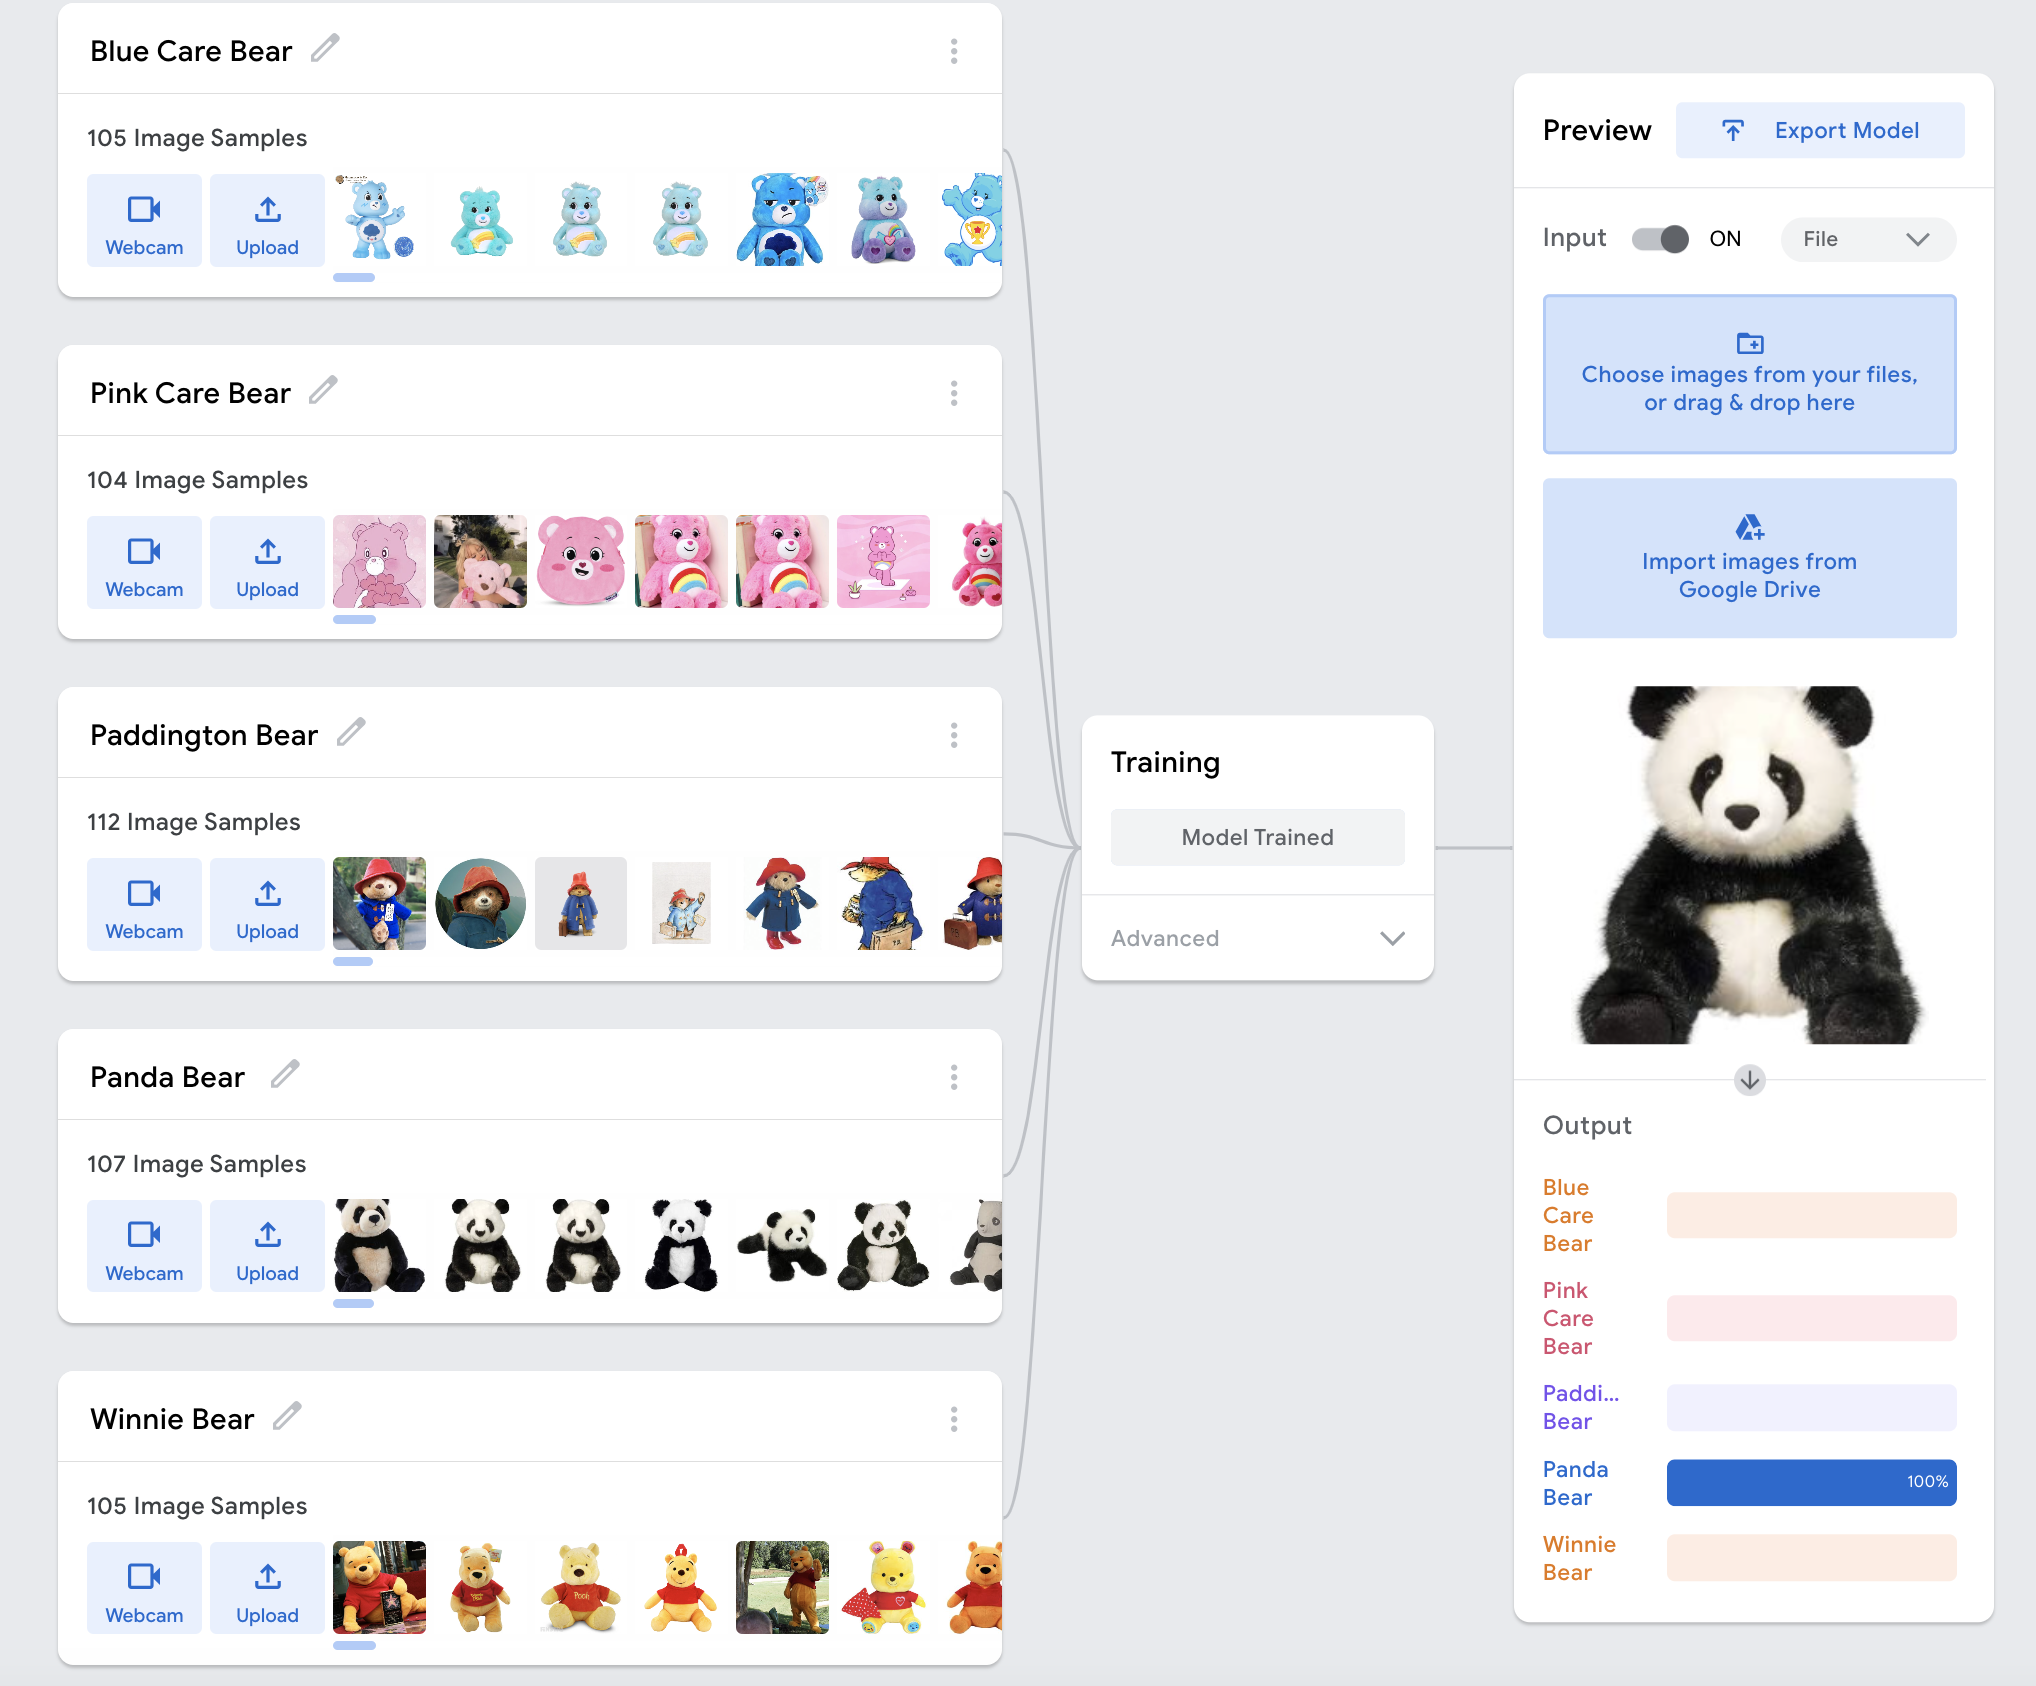 Blue Care Bear
105 Image Samples
Webcam
Upload
Pink Care Bear
104 Image Samples
Webcam
Upload
Paddington Bear
112 Image Samples
Webcam
Upload
Panda Bear
107 Image Samples
Webcam
Upload
Winnie Bear
105 Image Samples
Webcam
Upload
Pooh
Training
Model Trained
Advanced
Preview
Export Model
Input
ON
File
Choose images from your files,
or drag & drop here
Import images from
Google Drive
Output
Blue
Care
Bear
Pink
Care
Bear
Paddi...
Bear
Panda
Bear
100%
Winnie
Bear